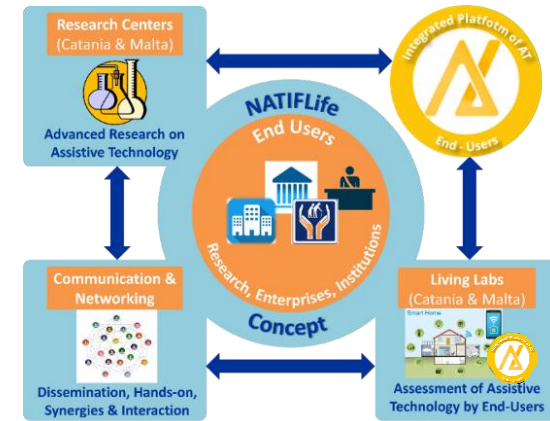 Research Centers
(Catania & Malta)
Advanced Research on
Assistive Technology
Integrated Platfotm of AT
End - Users
NATIFLife
End Users
Research, Enterprises, Institutions
Concept
Communication &
Networking
Dissemination, Hands-on,
Synergies & Interaction
Living Labs
(Catania & Malta)
Smart Home
Assessment of Assistive
Technology by End-Users